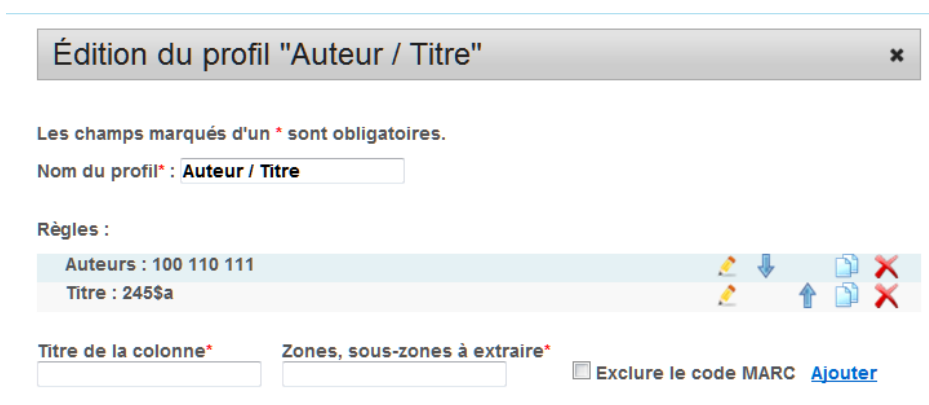 Édition du profil "Auteur / Titre"
Les champs marqués d'un * sont obligatoires.
Nom du profil* : Auteur / Titre
Règles :
Auteurs : 100 110 111
Titre : 245$a
Titre de la colonne* Zones, sous-zones à extraire*
Exclure le code MARC Ajouter